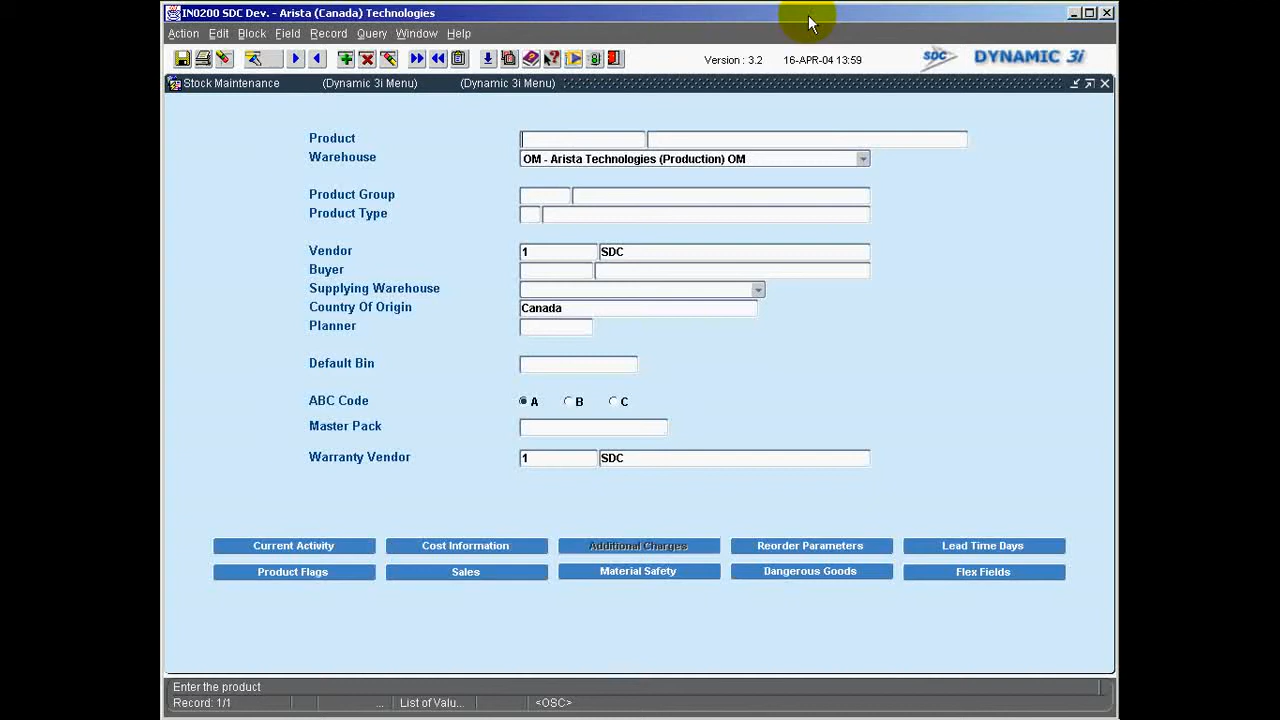 IN0200 SDC Dev. - Arista (Canada) Technologies
Action Edit Block Field Record Query Window Help
Version : 3.2 16-APR-04 13:59 SDC DYNAMIC 3i
Stock Maintenance (Dynamic 3i Menu) (Dynamic 3i Menu)
Product
Warehouse OM - Arista Technologies (Production) OM
Product Group
Product Type
Vendor 1 SDC
Buyer
Supplying Warehouse
Country Of Origin Canada
Planner
Default Bin
ABC Code A B C
Master Pack
Warranty Vendor 1 SDC
Current Activity Cost Information Additional Charges Reorder Parameters Lead Time Days
Product Flags Sales Material Safety Dangerous Goods Flex Fields
Enter the product
Record: 1/1 ... List of Valu... <OSC>